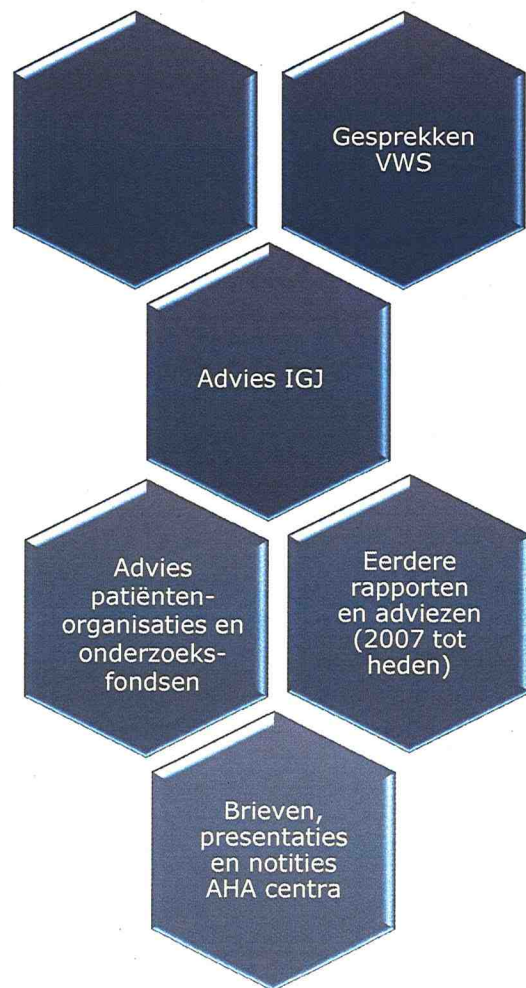 Gesprekken
VWS
Advies IGJ
Advies
patiënten-
organisaties en
onderzoeks-
fondsen
Eerdere
rapporten
en adviezen
(2007 tot
heden)
Brieven,
presentaties
en notities
AHA centra